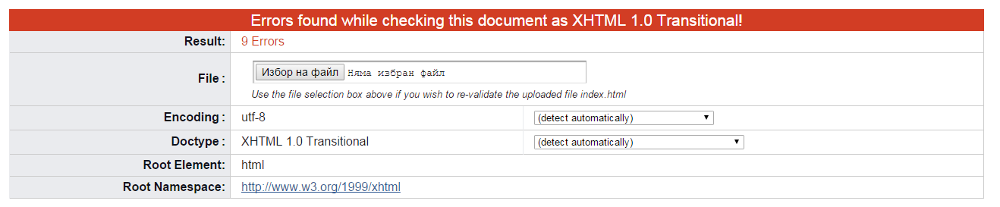 Errors found while checking this document as XHTML 1.0 Transitional!
Result: 9 Errors
File : Избор на файл Няма избран файл
Use the file selection box above if you wish to re-validate the uploaded file index.html
Encoding : utf-8 (detect automatically)
Doctype : XHTML 1.0 Transitional (detect automatically)
Root Element: html
Root Namespace: http://www.w3.org/1999/xhtml